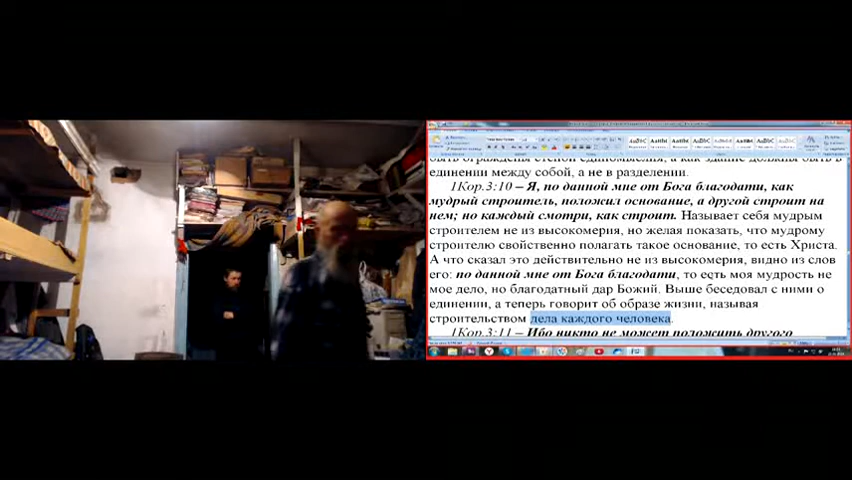 единении между собой, а не в разделении.
1Кор.3:10 – Я, по данной мне от Бога благодати, как
мудрый строитель, положил основание, а другой строит на
нем; но каждый смотри, как строит. Называет себя мудрым
строителем не из высокомерия, но желая показать, что мудрому
строителю свойственно полагать такое основание, то есть Христа.
А что сказал это действительно не из высокомерия, видно из слов
его: по данной мне от Бога благодати, то есть моя мудрость не
мое дело, но благодатный дар Божий. Выше беседовал с ними о
единении, а теперь говорит об образе жизни, называя
строительством дела каждого человека.
1Кор.3:11 – Ибо никто не может положить другого